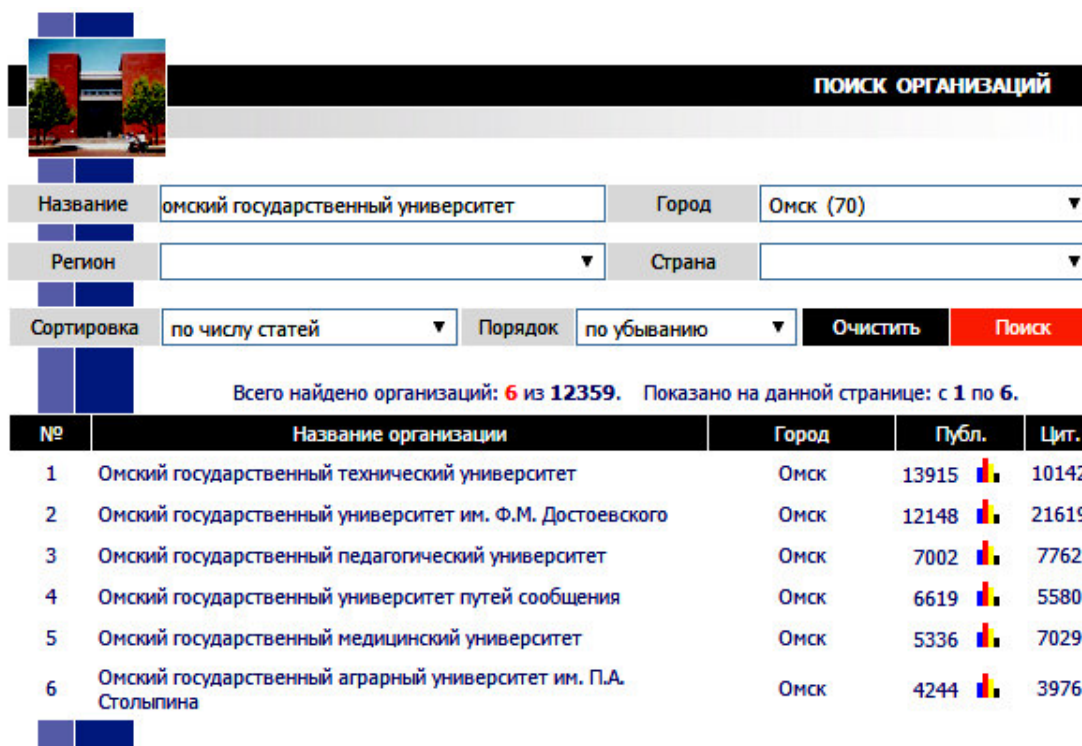 ПОИСК ОРГАНИЗАЦИЙ
Название омский государственный университет Город Омск (70)
Регион Страна
Сортировка по числу статей Порядок по убыванию Очистить Поиск
Всего найдено организаций: 6 из 12359. Показано на данной странице: с 1 по 6.
№ Название организации Город Публ. Цит.
1 Омский государственный технический университет Омск 13915 10142
2 Омский государственный университет им. Ф.М. Достоевского Омск 12148 21619
3 Омский государственный педагогический университет Омск 7002 7762
4 Омский государственный университет путей сообщения Омск 6619 5580
5 Омский государственный медицинский университет Омск 5336 7029
6 Омский государственный аграрный университет им. П.А.
Столыпина Омск 4244 3976